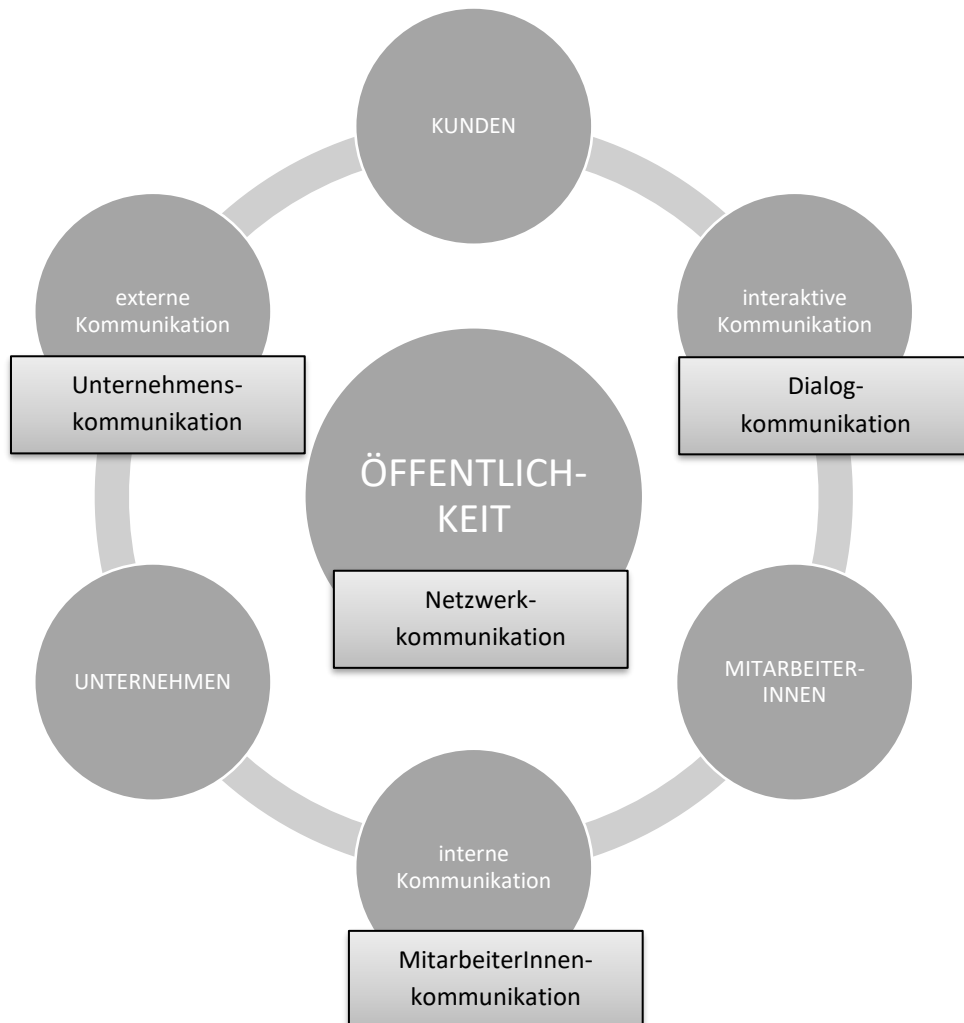 KUNDEN
externe
Kommunikation
Unternehmens-
kommunikation
interaktive
Kommunikation
Dialog-
kommunikation
ÖFFENTLICH-
KEIT
Netzwerk-
kommunikation
UNTERNEHMEN
MITARBEITER-
INNEN
interne
Kommunikation
MitarbeiterInnen-
kommunikation